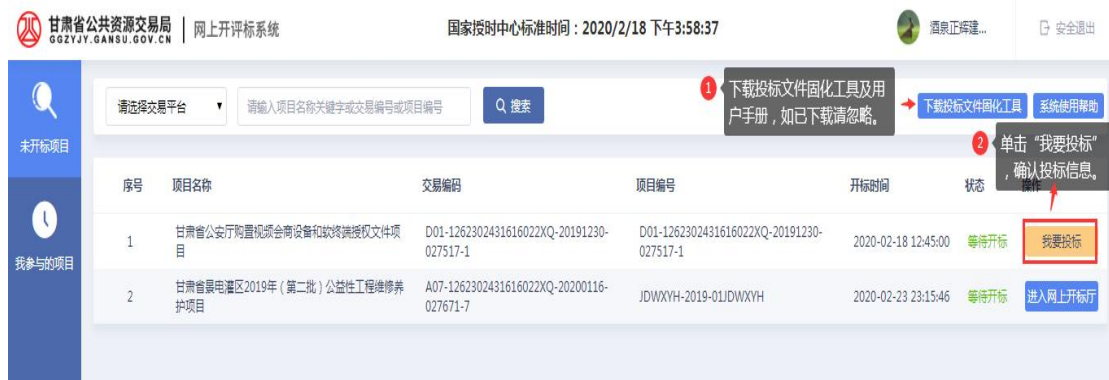 甘肃省公共资源交易局
GGZYJY.GANSU.GOV.CN
网上开评标系统
国家授时中心标准时间：2020/2/18 下午3:58:37
酒泉正辉建...
安全退出
未开标项目
我参与的项目
请选择交易平台
请输入项目名称关键字或交易编号或项目编号
搜索
1
下载投标文件固化工具及用
户手册，如已下载请忽略。
下载投标文件固化工具
系统使用帮助
2
单击“我要投标”
，确认投标信息。
序号 项目名称 交易编码 项目编号 开标时间 状态 操作
1 甘肃省公安厅购置视频会商设备和软终端授权文件项 D01-1262302431616022XQ-20191230- D01-1262302431616022XQ-20191230- 2020-02-18 12:45:00 等待开标 我要投标
目 027517-1 027517-1
2 甘肃省景电灌区2019年（第二批）公益性工程维修养 A07-1262302431616022XQ-20200116- JDWXYH-2019-01JDWXYH 2020-02-23 23:15:46 等待开标 进入网上开标厅
护项目 027671-7